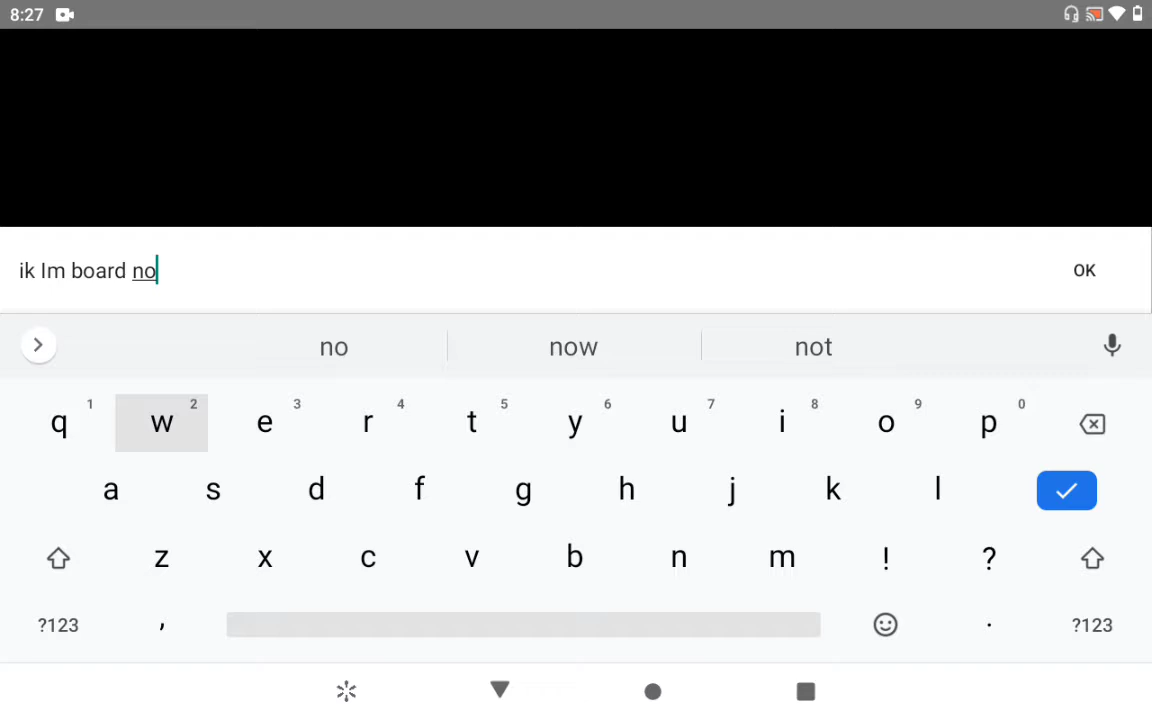 8:27
ik Im board no
OK
no now not
q 1 w 2 e 3 r 4 t 5 y 6 u 7 i 8 o 9 p 0
a s d f g h j k l
z x c v b n m ! ?
?123 , . ?123